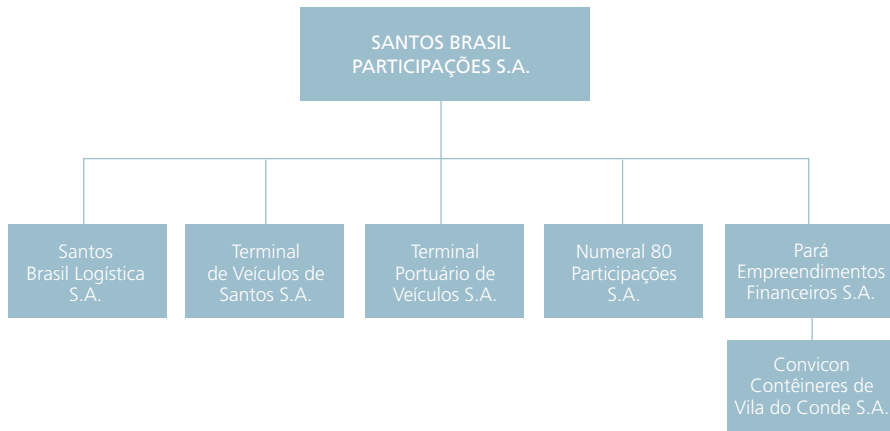 SANTOS BRASIL
PARTICIPAÇÕES S.A.
Santos
Brasil Logística
S.A.
Terminal
de Veículos de
Santos S.A.
Terminal
Portuário de
Veículos S.A.
Numeral 80
Participações
S.A.
Pará
Empreendimentos
Financeiros S.A.
Convicon
Contêineres de
Vila do Conde S.A.